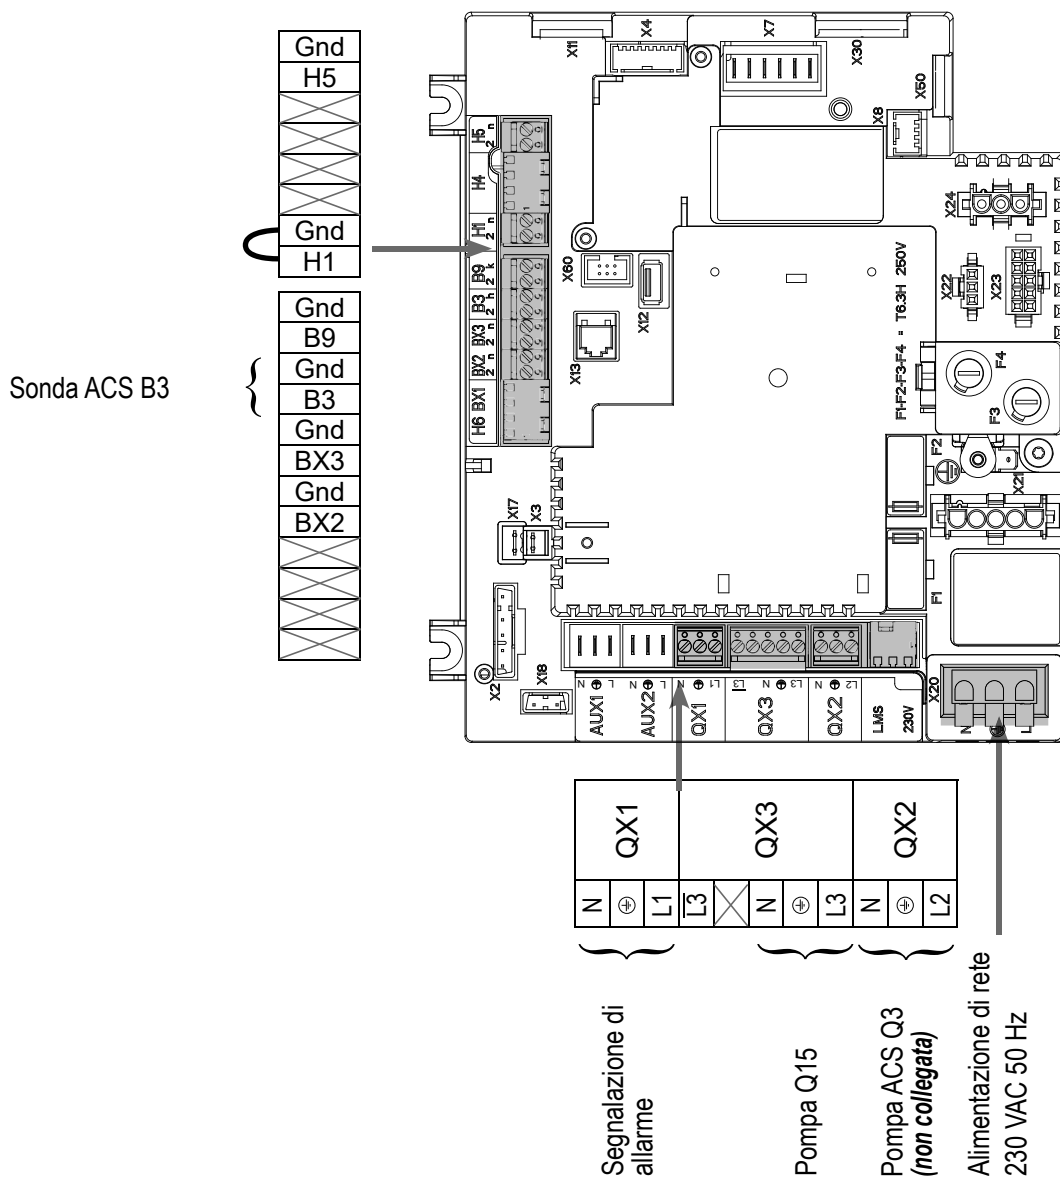 Gnd
H5
Gnd
H1
Gnd
B9
Gnd
B3
Gnd
BX3
Gnd
BX2
Sonda ACS B3
X11
X4
X7
X30
X50
X8
X24
X22
X23
X60
X12
X13
H5
H4
H1
B9
B3
BX3
BX2
BX1
H6
F1-F2-F3-F4 = T6.3H 250V
F4
F3
F2
X21
F1
X17
X3
X2
X18
X20
N L
N L
N L1
L3 N L3
N L2
N L
AUX1
AUX2
QX1
QX3
QX2
LMS
230V
QX1
QX3
QX2
N
L1
L3
N
L3
N
L2
Segnalazione di
allarme
Pompa Q15
Pompa ACS Q3
(non collegata)
Alimentazione di rete
230 VAC 50 Hz